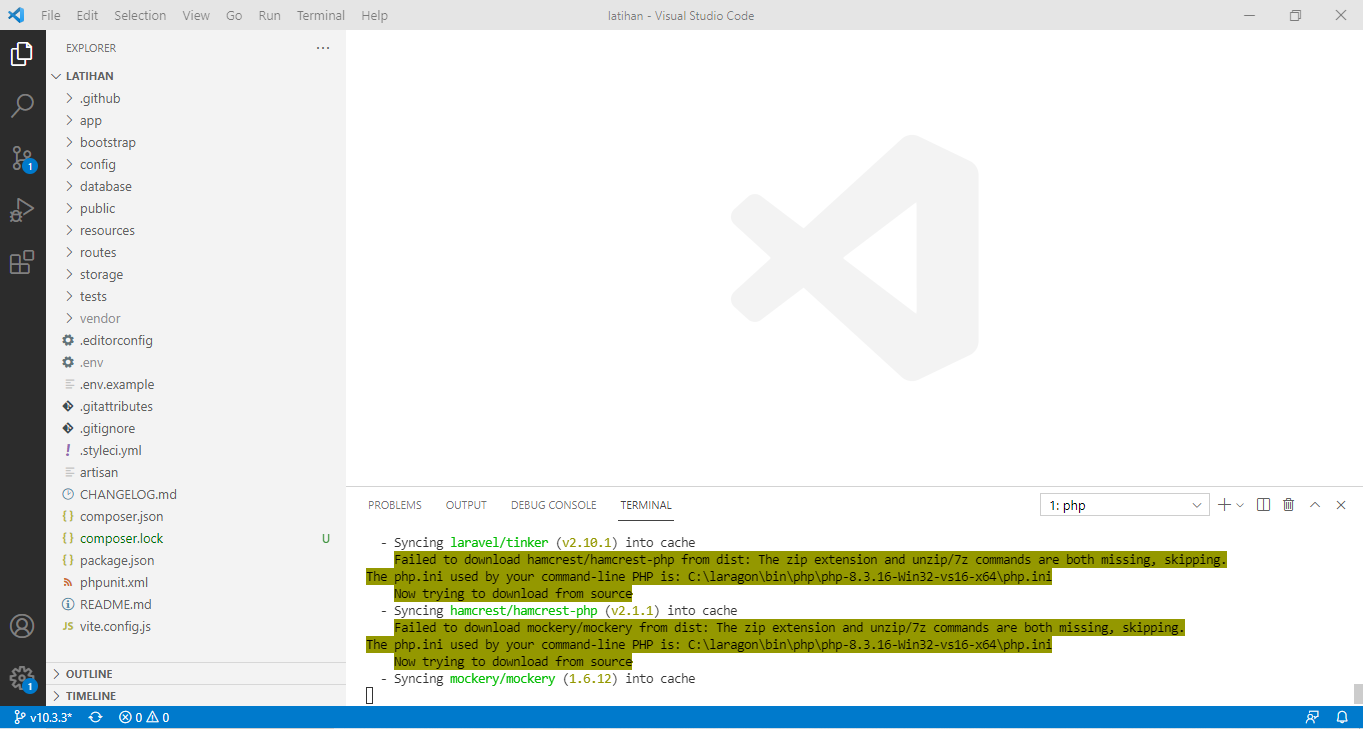 File Edit Selection View Go Run Terminal Help
latihan - Visual Studio Code
EXPLORER
LATIHAN
.github
app
bootstrap
config
database
public
resources
routes
storage
tests
vendor
.editorconfig
.env
.env.example
.gitattributes
.gitignore
! .styleci.yml
artisan
CHANGELOG.md
{} composer.json
{} composer.lock U
{} package.json
phpunit.xml
README.md
JS vite.config.js
OUTLINE
TIMELINE
1
1
PROBLEMS OUTPUT DEBUG CONSOLE TERMINAL
1: php
- Syncing laravel/tinker (v2.10.1) into cache
Failed to download hamcrest/hamcrest-php from dist: The zip extension and unzip/7z commands are both missing, skipping.
The php.ini used by your command-line PHP is: C:\laragon\bin\php\php-8.3.16-Win32-vs16-x64\php.ini
Now trying to download from source
- Syncing hamcrest/hamcrest-php (v2.1.1) into cache
Failed to download mockery/mockery from dist: The zip extension and unzip/7z commands are both missing, skipping.
The php.ini used by your command-line PHP is: C:\laragon\bin\php\php-8.3.16-Win32-vs16-x64\php.ini
Now trying to download from source
- Syncing mockery/mockery (1.6.12) into cache
v10.3.3* 0 0